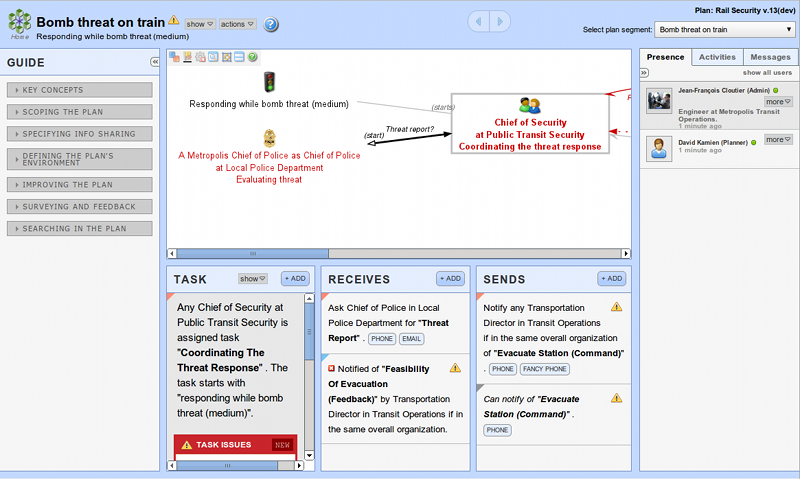 Plan: Rail Security v.13(dev)
Bomb threat on train
show
actions
Home
Responding while bomb threat (medium)
Select plan segment:
Bomb threat on train
GUIDE
KEY CONCEPTS
SCOPING THE PLAN
SPECIFYING INFO SHARING
DEFINING THE PLAN'S
ENVIRONMENT
IMPROVING THE PLAN
SURVEYING AND FEEDBACK
SEARCHING IN THE PLAN
Responding while bomb threat (medium)
(starts)
Chief of Security
at Public Transit Security
Coordinating the threat response
Threat report?
(start)
A Metropolis Chief of Police as Chief of Police
at Local Police Department
Evaluating threat
Presence
Activities
Messages
show all users
Jean-François Cloutier (Admin)
more
Engineer at Metropolis Transit
Operations.
1 minute ago
David Kamien (Planner)
more
1 minute ago
TASK
show
+ ADD
Any Chief of Security at
Public Transit Security is
assigned task
"Coordinating The
Threat Response" . The
task starts with
"responding while bomb
threat (medium)".
TASK ISSUES
NEW
RECEIVES
+ ADD
Ask Chief of Police in Local
Police Department for "Threat
Report" . PHONE EMAIL
Notified of "Feasibility
Of Evacuation
(Feedback)" by Transportation
Director in Transit Operations if in
the same overall organization.
SENDS
+ ADD
Notify any Transportation
Director in Transit Operations
if in the same overall organization
of "Evacuate Station (Command)"
. PHONE FANCY PHONE
Can notify of "Evacuate
Station (Command)" .
PHONE